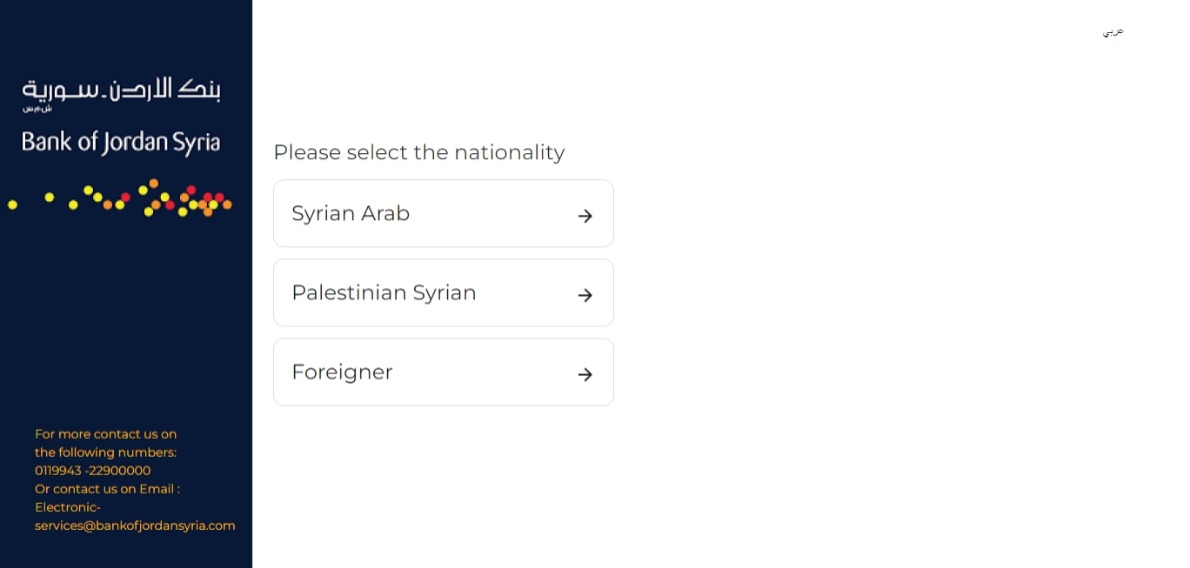 بنك الاردن - سورية
ش.م.س
Bank of Jordan Syria
For more contact us on
the following numbers:
0119943 -22900000
Or contact us on Email :
Electronic-
services@bankofjordansyria.com
عربي
Please select the nationality
Syrian Arab
Palestinian Syrian
Foreigner